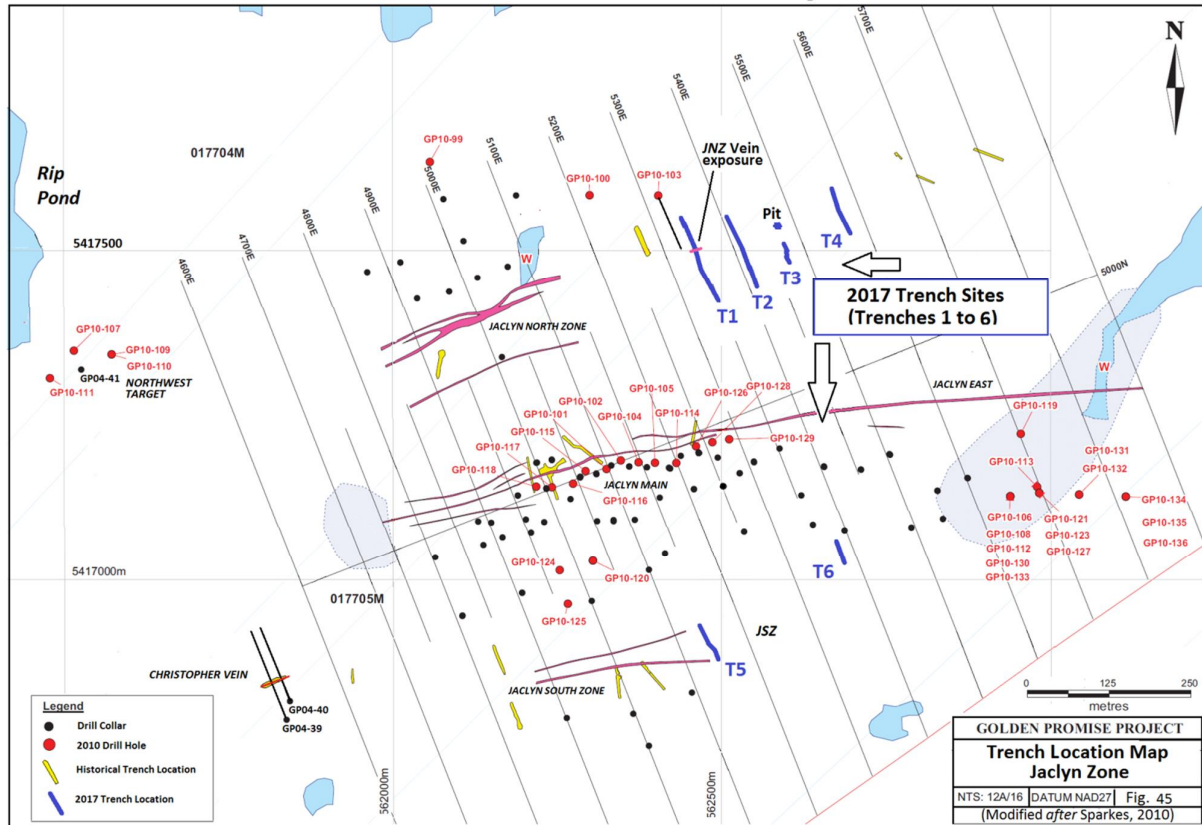 5700E
5600E
5500E
5400E
5300E
5200E
5100E
5000E
4900E
4800E
4700E
4600E
N
017704M
Rip
Pond
GP10-99
GP10-100
GP10-103
JNZ Vein
exposure
Pit
T4
T3
T2
T1
5417500
W
5000N
2017 Trench Sites
(Trenches 1 to 6)
JACLYN NORTH ZONE
GP10-107
GP10-109
GP10-110
GP04-41
NORTHWEST
TARGET
GP10-111
W
JACLYN EAST
GP10-105
GP10-126
GP10-128
GP10-102
GP10-104
GP10-114
GP10-101
GP10-115
GP10-117
GP10-118
GP10-129
GP10-119
JACLYN MAIN
GP10-116
GP10-113
GP10-131
GP10-132
GP10-134
GP10-106
GP10-121
GP10-135
GP10-108
GP10-123
GP10-136
GP10-112
GP10-127
GP10-130
GP10-133
T6
5417000m
GP10-124
GP10-120
017705M
GP10-125
JSZ
T5
CHRISTOPHER VEIN
JACLYN SOUTH ZONE
GP04-40
GP04-39
562000m
562500m
0
125
250
metres
Legend
Drill Collar
2010 Drill Hole
Historical Trench Location
2017 Trench Location
GOLDEN PROMISE PROJECT
Trench Location Map
Jaclyn Zone
NTS: 12A/16 DATUM NAD27 Fig. 45
(Modified after Sparkes, 2010)